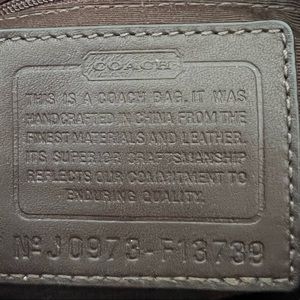 COACH
THIS IS A COACH BAG. IT WAS
HANDCRAFTED IN CHINA FROM THE
FINEST MATERIALS AND LEATHER.
ITS SUPERIOR CRAFTSMANSHIP
REFLECTS OUR COMMITMENT TO
ENDURING QUALITY.
Nº J0973-F13739